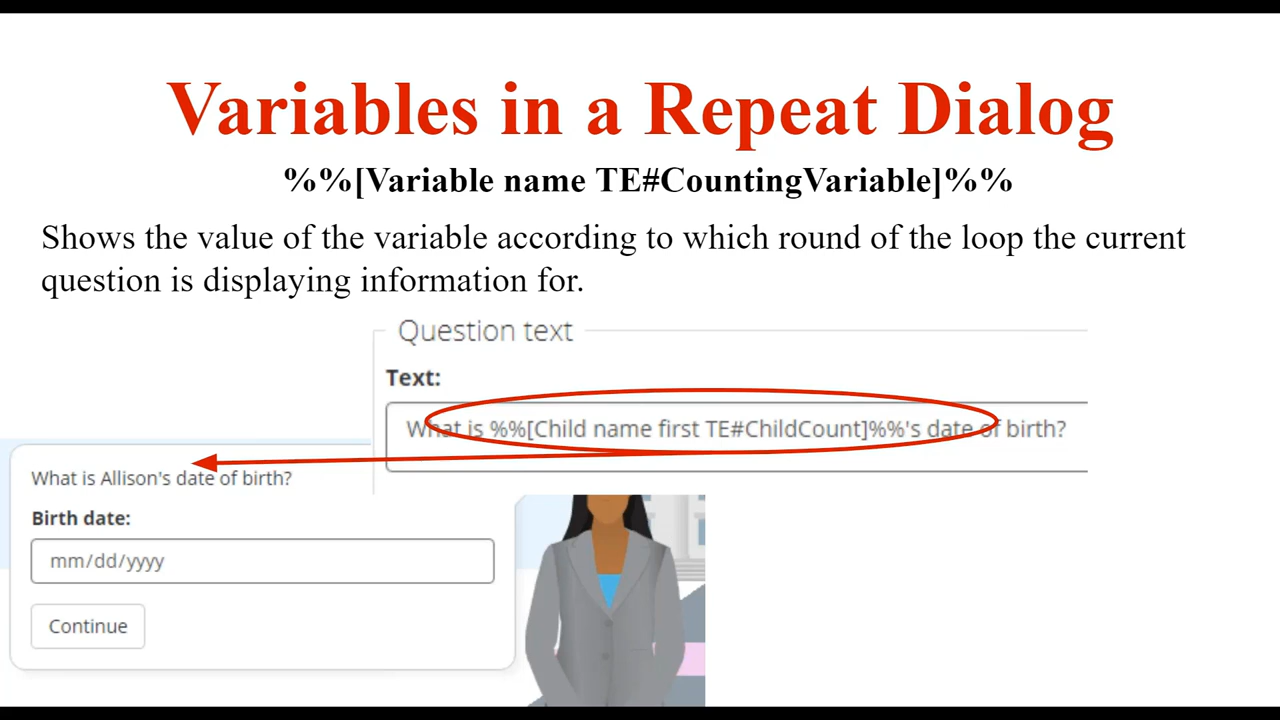 Variables in a Repeat Dialog
%%[Variable name TE#CountingVariable]%%
Shows the value of the variable according to which round of the loop the current
question is displaying information for.
Question text
Text:
What is %%[Child name first TE#ChildCount]%%'s date of birth?
What is Allison's date of birth?
Birth date:
mm/dd/yyyy
Continue